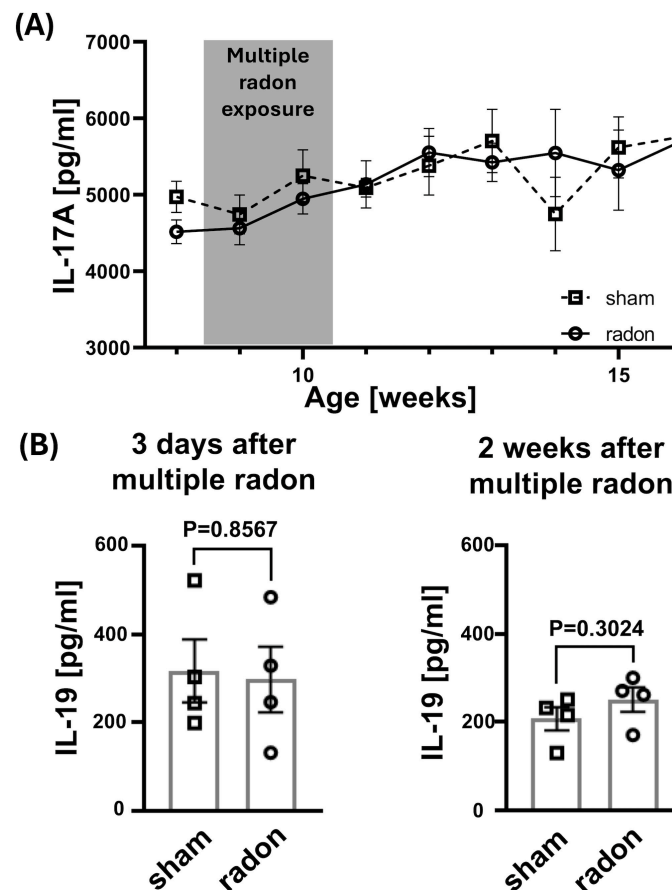 (A)
7000
6000
5000
4000
3000
IL-17A [pg/ml]
Multiple
radon
exposure
sham
radon
10
15
Age [weeks]
(B)
3 days after
multiple radon
P=0.8567
600
400
200
0
IL-19 [pg/ml]
sham
radon
2 weeks after
multiple radon
P=0.3024
600
400
200
0
IL-19 [pg/ml]
sham
radon